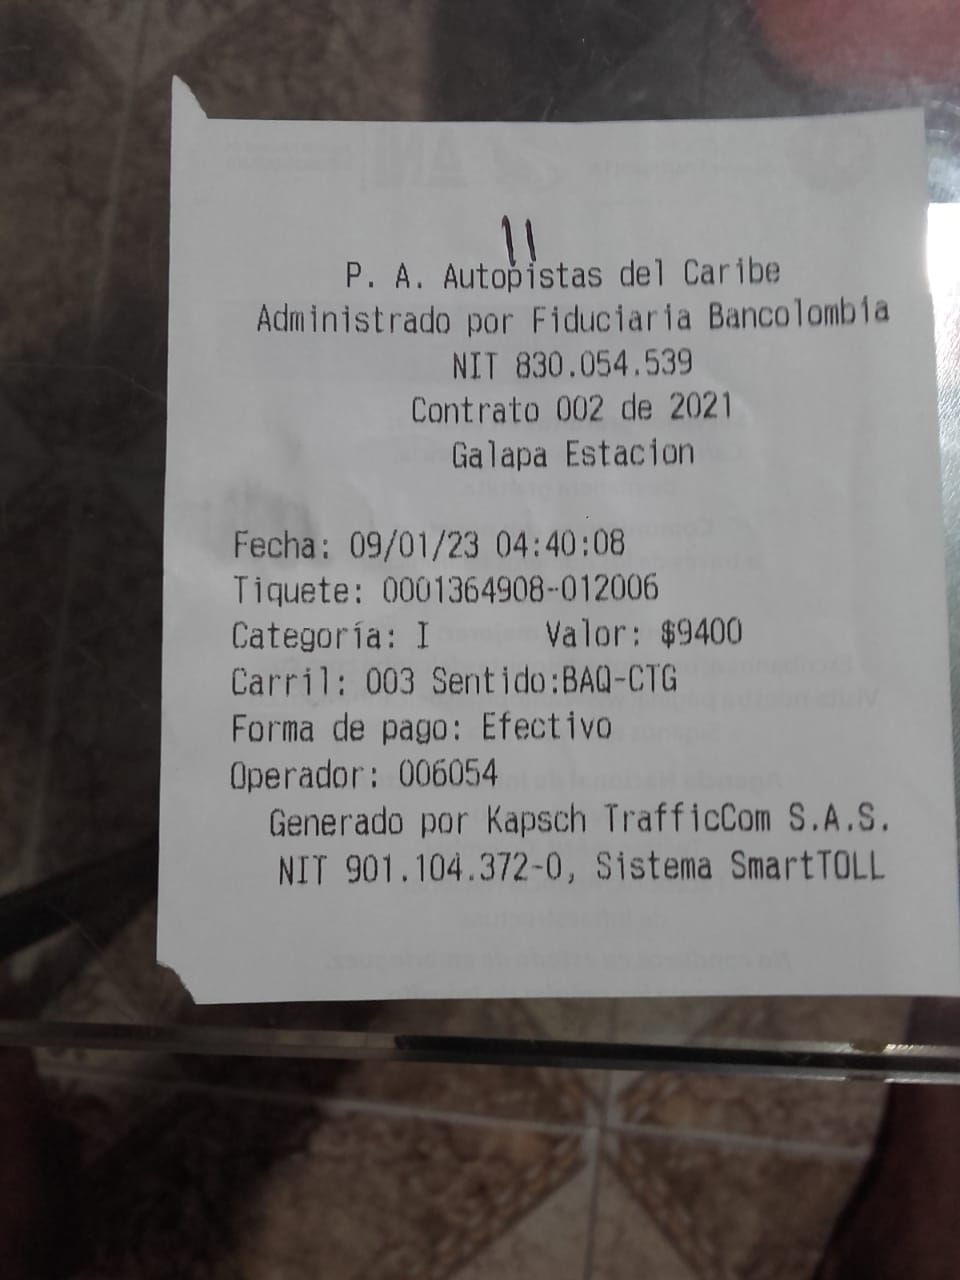 11
P. A. Autopistas del Caribe
Administrado por Fiduciaria Bancolombia
NIT 830.054.539
Contrato 002 de 2021
Galapa Estacion
Fecha: 09/01/23 04:40:08
Tiquete: 0001364908-012006
Categoría: I Valor: $9400
Carril: 003 Sentido:BAQ-CTG
Forma de pago: Efectivo
Operador: 006054
Generado por Kapsch TrafficCom S.A.S.
NIT 901.104.372-0, Sistema SmartTOLL